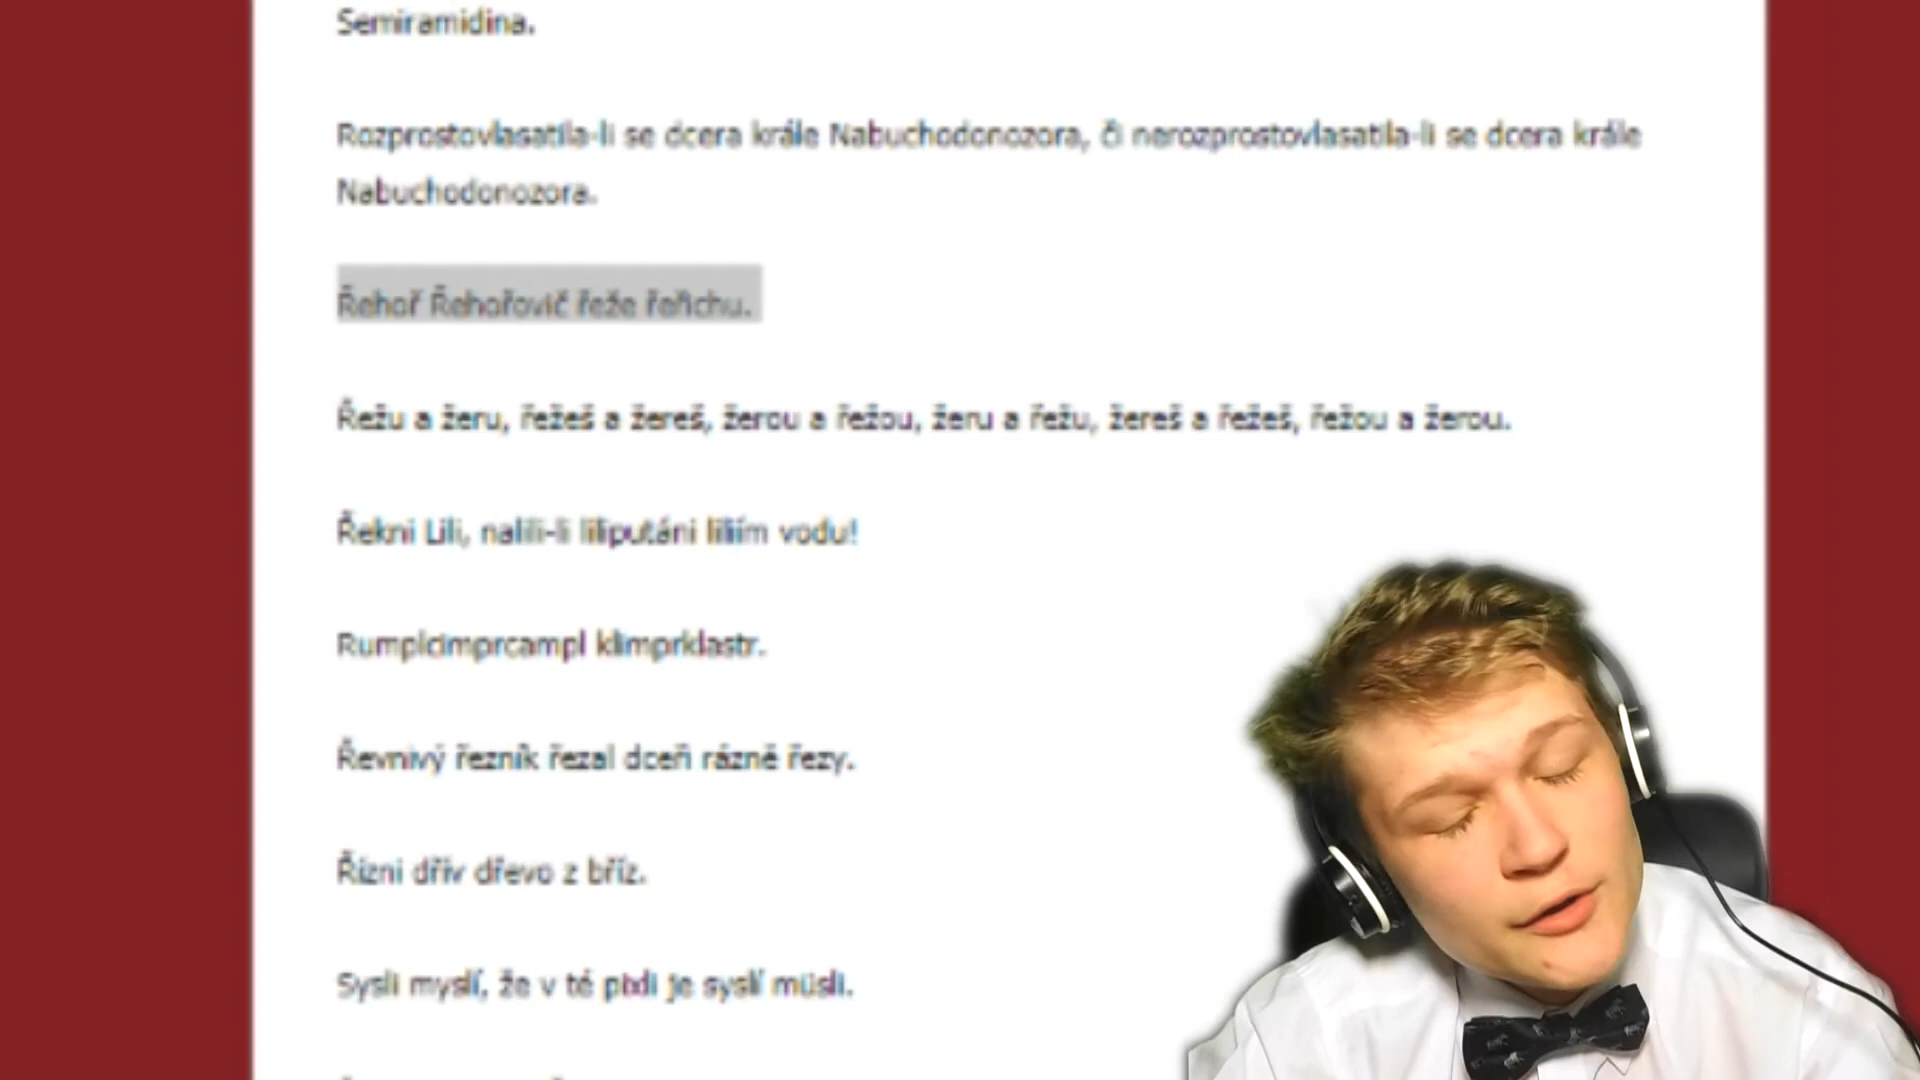 Semiramidina.
Rozprostovlasatila-li se dcera krále Nabuchodonozora, či nerozprostovlasatila-li se dcera krále
Nabuchodonozora.
Řehoř Řehořovič řeže řeřichu.
Řežu a žeru, řežeš a žereš, žerou a řežou, žeru a řežu, žereš a řežeš, řežou a žerou.
Řekni Lili, nalili-li liliputáni liliím vodu!
Rumplcimprcampl klimprklastr.
Řevnivý řezník řezal dceři rázné řezy.
Řízni dřív dřevo z bříz.
Sysli myslí, že v té pixli je syslí müsli.